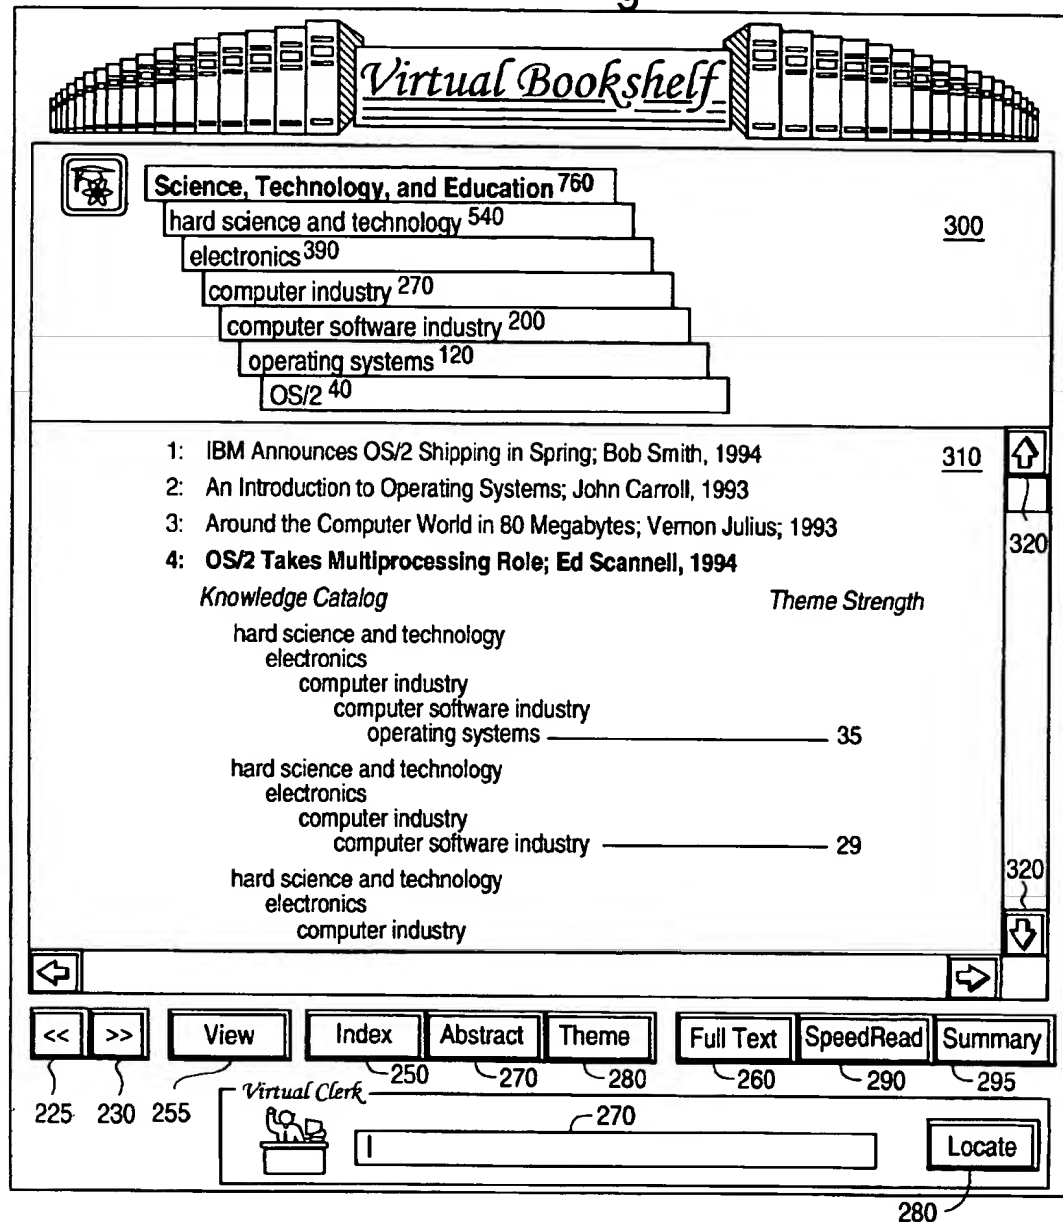 Virtual Bookshelf
Science, Technology, and Education 760
hard science and technology 540
300
electronics 390
computer industry 270
computer software industry 200
operating systems 120
OS/2 40
1: IBM Announces OS/2 Shipping in Spring; Bob Smith, 1994
310
2: An Introduction to Operating Systems; John Carroll, 1993
3: Around the Computer World in 80 Megabytes; Vernon Julius; 1993
320
4: OS/2 Takes Multiprocessing Role; Ed Scannell, 1994
Knowledge Catalog Theme Strength
hard science and technology
electronics
computer industry
computer software industry
operating systems 35
hard science and technology
electronics
computer industry
computer software industry 29
hard science and technology
320
electronics
computer industry
<< >> View Index Abstract Theme Full Text SpeedRead Summary
250 270 280 260 290 295
225 230 255
Virtual Clerk
270
Locate
280